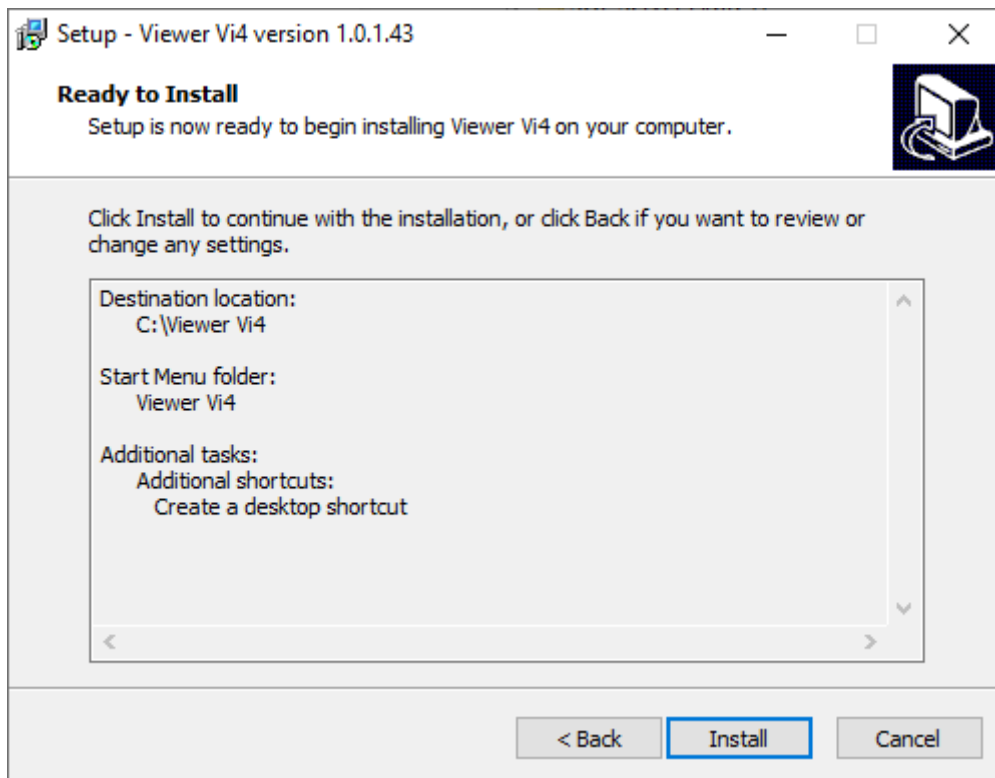 Setup - Viewer Vi4 version 1.0.1.43
Ready to Install
Setup is now ready to begin installing Viewer Vi4 on your computer.
Click Install to continue with the installation, or click Back if you want to review or
change any settings.
Destination location:
C:\Viewer Vi4
Start Menu folder:
Viewer Vi4
Additional tasks:
Additional shortcuts:
Create a desktop shortcut
< Back
Install
Cancel